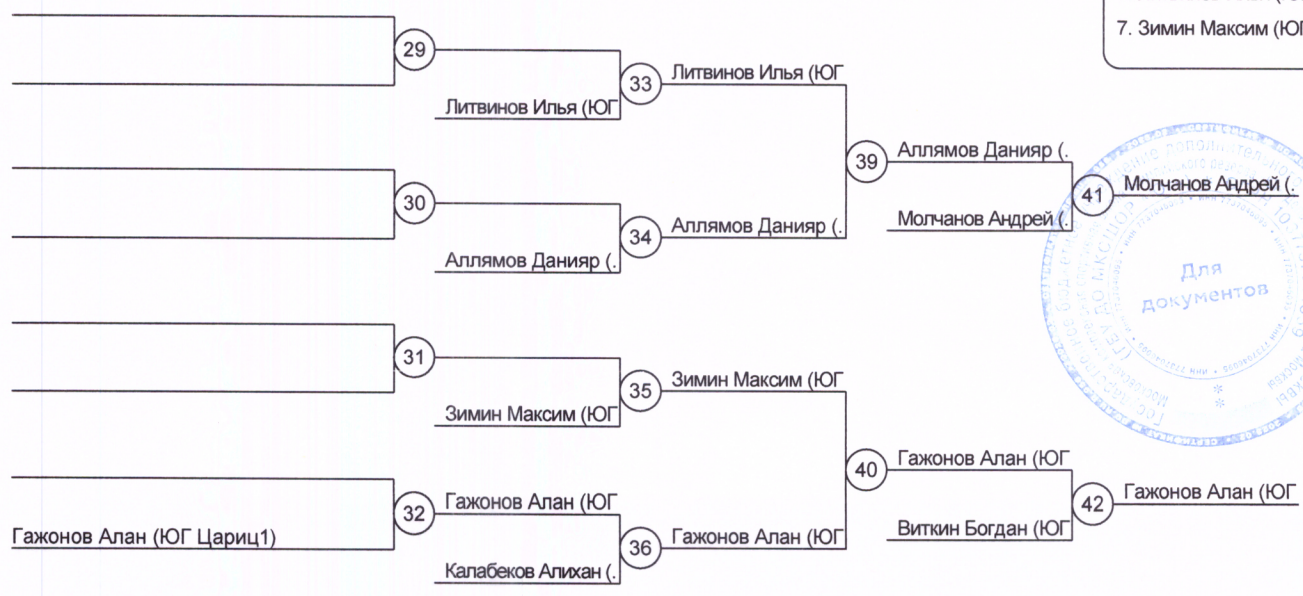 7. Зимин Максим (ЮГ
29
Литвинов Илья (ЮГ
33
Литвинов Илья (ЮГ
39
Аллямов Данияр (.
30
Аллямов Данияр (.
34
Аллямов Данияр (.
Молчанов Андрей (.
41
Молчанов Андрей (.
Для
документов
31
Зимин Максим (ЮГ
35
Зимин Максим (ЮГ
40
Гажонов Алан (ЮГ
Гажонов Алан (ЮГ Цариц1)
32
Гажонов Алан (ЮГ
Калабеков Алихан (.
36
Гажонов Алан (ЮГ
Виткин Богдан (ЮГ
42
Гажонов Алан (ЮГ